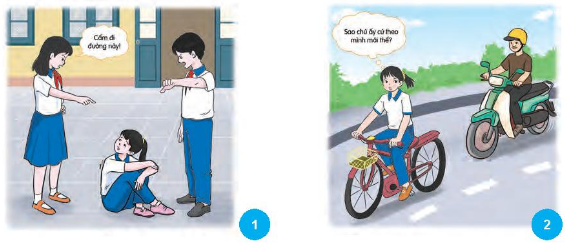 Cấm đi
đường này!
1
Sao chú ấy cứ theo
mình mãi thế?
2